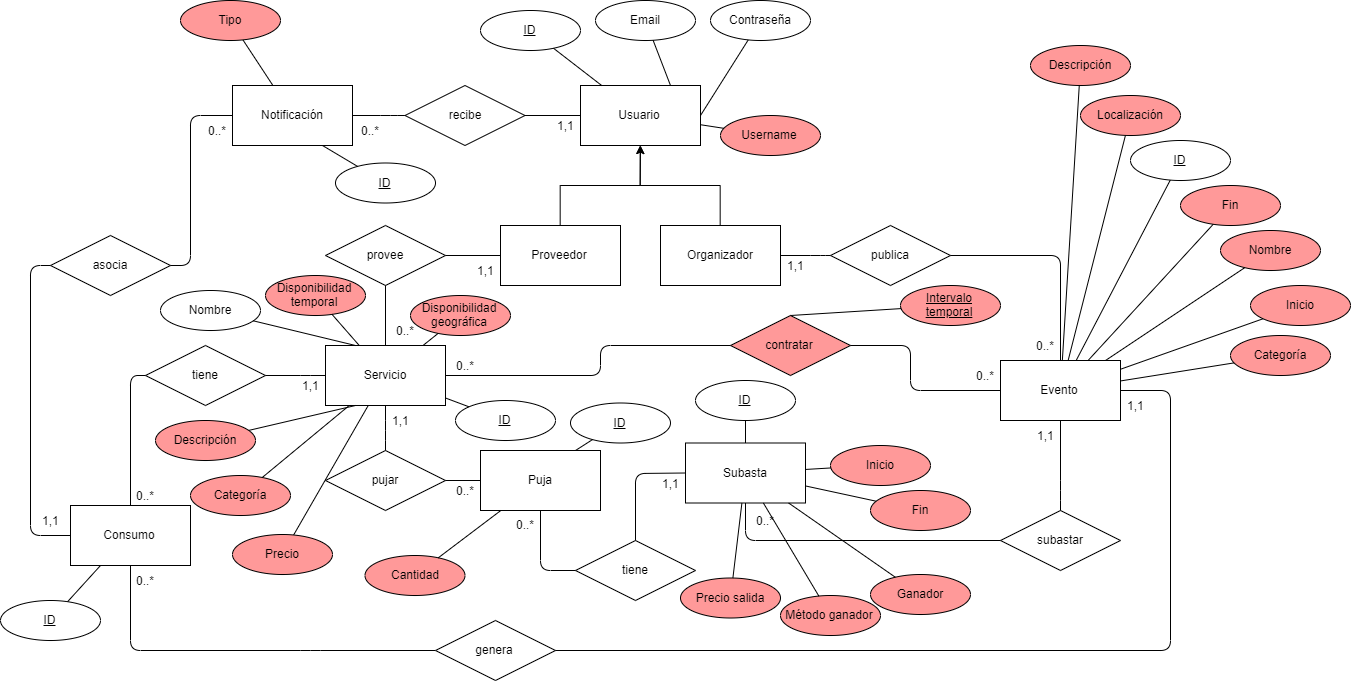 Tipo
ID
Email
Contraseña
Descripción
Notificación
recibe
Usuario
Localización
0..*
0..*
1,1
Username
ID
ID
Fin
Nombre
asocia
provee
Proveedor
Organizador
publica
1,1
1,1
Disponibilidad
temporal
Nombre
Disponibilidad
geográfica
Intervalo
temporal
Inicio
0..*
contratar
0..*
Categoría
tiene
Servicio
0..*
0..*
Evento
1,1
ID
1,1
1,1
ID
ID
Descripción
1,1
Inicio
Subasta
pujar
Puja
1,1
0..*
Categoría
0..*
Fin
1,1
0..*
0..*
Consumo
Precio
subastar
tiene
Cantidad
0..*
Precio salida
Ganador
Método ganador
ID
genera